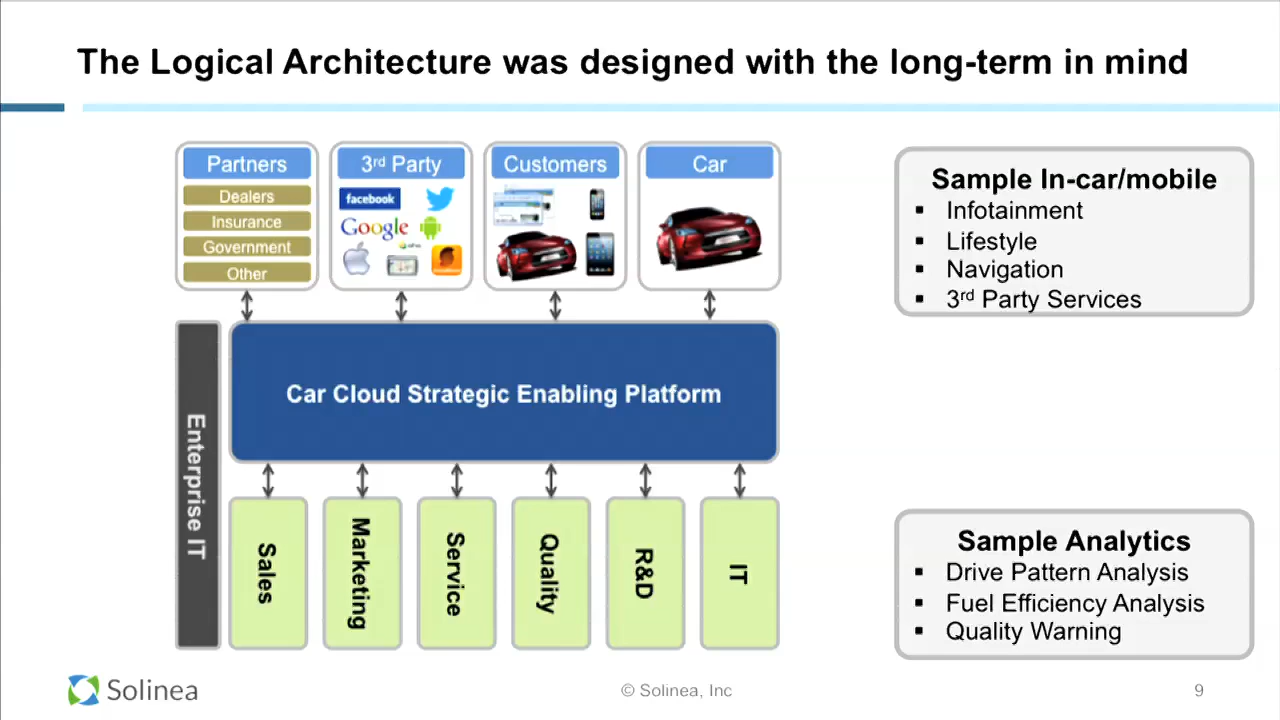 The Logical Architecture was designed with the long-term in mind
Partners
Dealers
Insurance
Government
Other
3rd Party
facebook
Google
Customers
Car
Enterprise IT
Car Cloud Strategic Enabling Platform
Sales
Marketing
Service
Quality
R&D
IT
Sample In-car/mobile
▪ Infotainment
▪ Lifestyle
▪ Navigation
▪ 3rd Party Services
Sample Analytics
▪ Drive Pattern Analysis
▪ Fuel Efficiency Analysis
▪ Quality Warning
Solinea
© Solinea, Inc
9